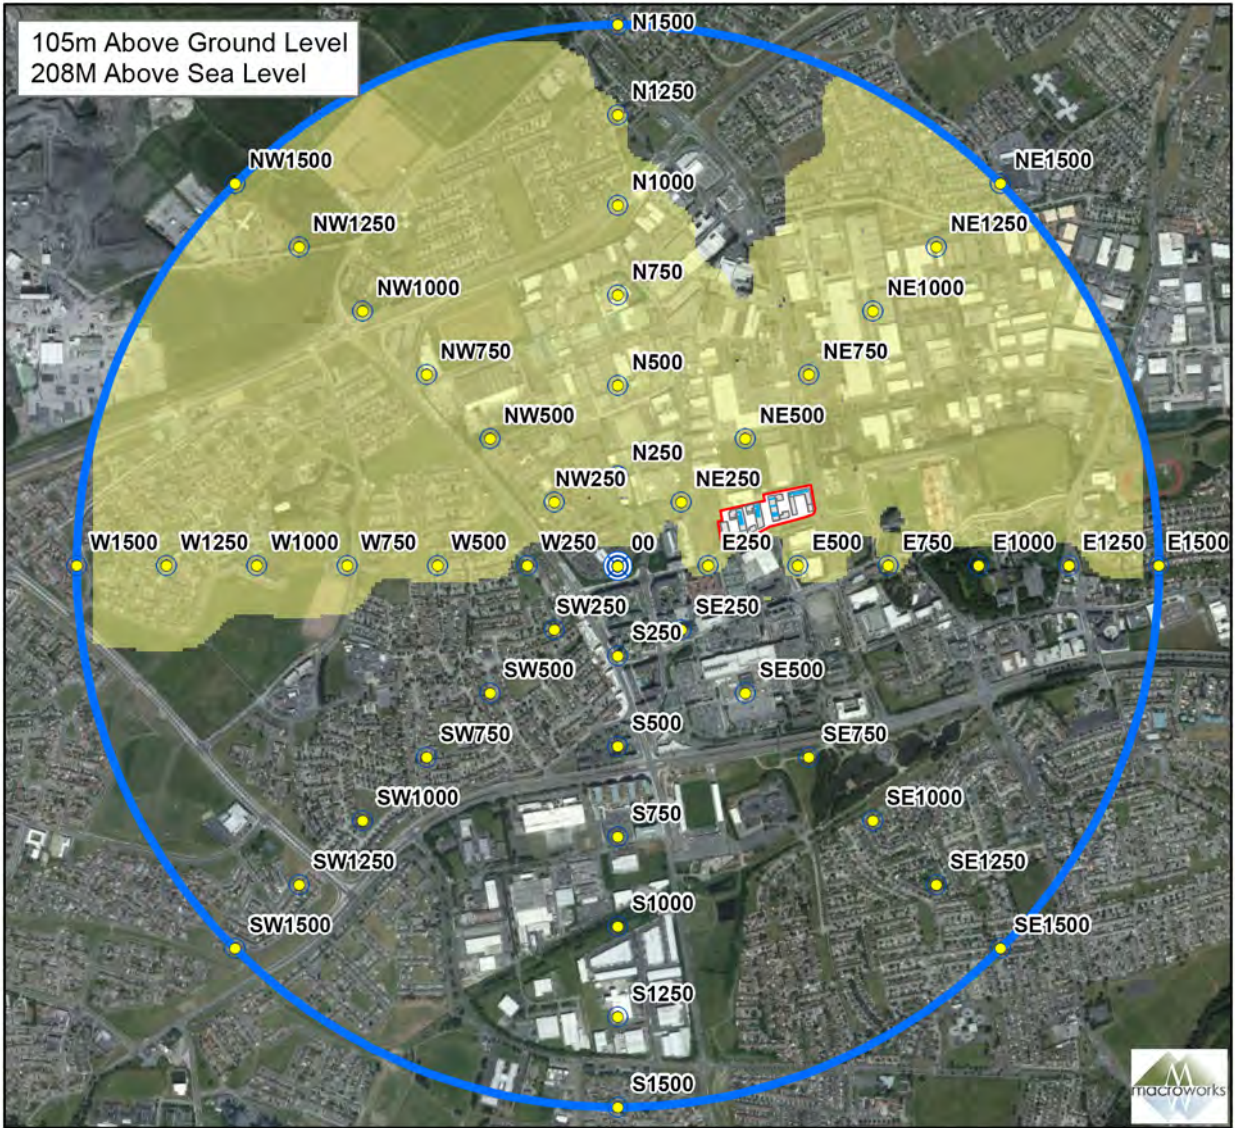 105m Above Ground Level
208M Above Sea Level
N1500
N1250
NW1500
NE1500
N1000
NW1250
NE1250
N750
NW1000
NE1000
NW750
NE750
N500
NW500
NE500
N250
NW250
NE250
W1500 W1250 W1000 W750 W500 W250 00 E250 E500 E750 E1000 E1250 E1500
SW250
SE250
S250
SW500
SE500
S500
SW750
SE750
SW1000
SE1000
S750
SW1250
SE1250
S1000
SW1500
SE1500
S1250
S1500
macroworks